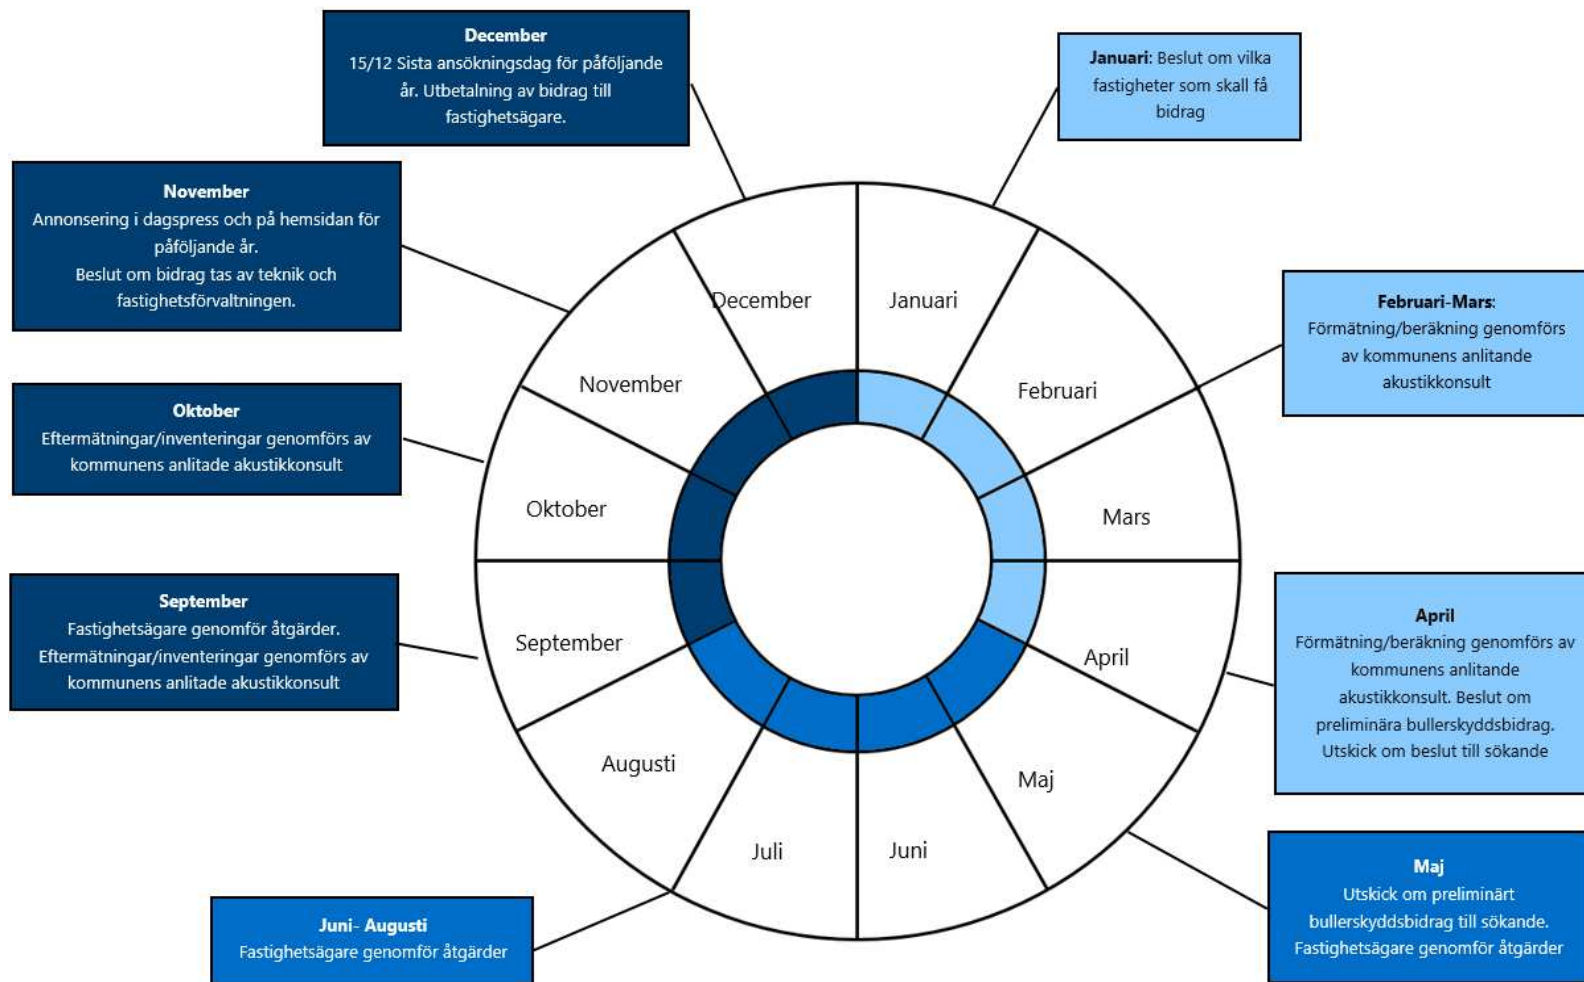 December
15/12 Sista ansökningsdag för påföljande
år. Utbetalning av bidrag till
fastighetsägare.
Januari: Beslut om vilka
fastigheter som skall få
bidrag
November
Annonsering i dagspress och på hemsidan för
påföljande år.
Beslut om bidrag tas av teknik och
fastighetsförvaltningen.
Februari-Mars:
Förmätning/beräkning genomförs
av kommunens anlitande
akustikkonsult
Oktober
Eftermätningar/inventeringar genomförs av
kommunens anlitade akustikkonsult
September
Fastighetsägare genomför åtgärder.
Eftermätningar/inventeringar genomförs av
kommunens anlitade akustikkonsult
April
Förmätning/beräkning genomförs av
kommunens anlitande
akustikkonsult. Beslut om
preliminära bullerskyddsbidrag.
Utskick om beslut till sökande
Maj
Utskick om preliminärt
bullerskyddsbidrag till sökande.
Fastighetsägare genomför åtgärder
Juni- Augusti
Fastighetsägare genomför åtgärder
December
Januari
November
Februari
Oktober
Mars
September
April
Augusti
Maj
Juli
Juni